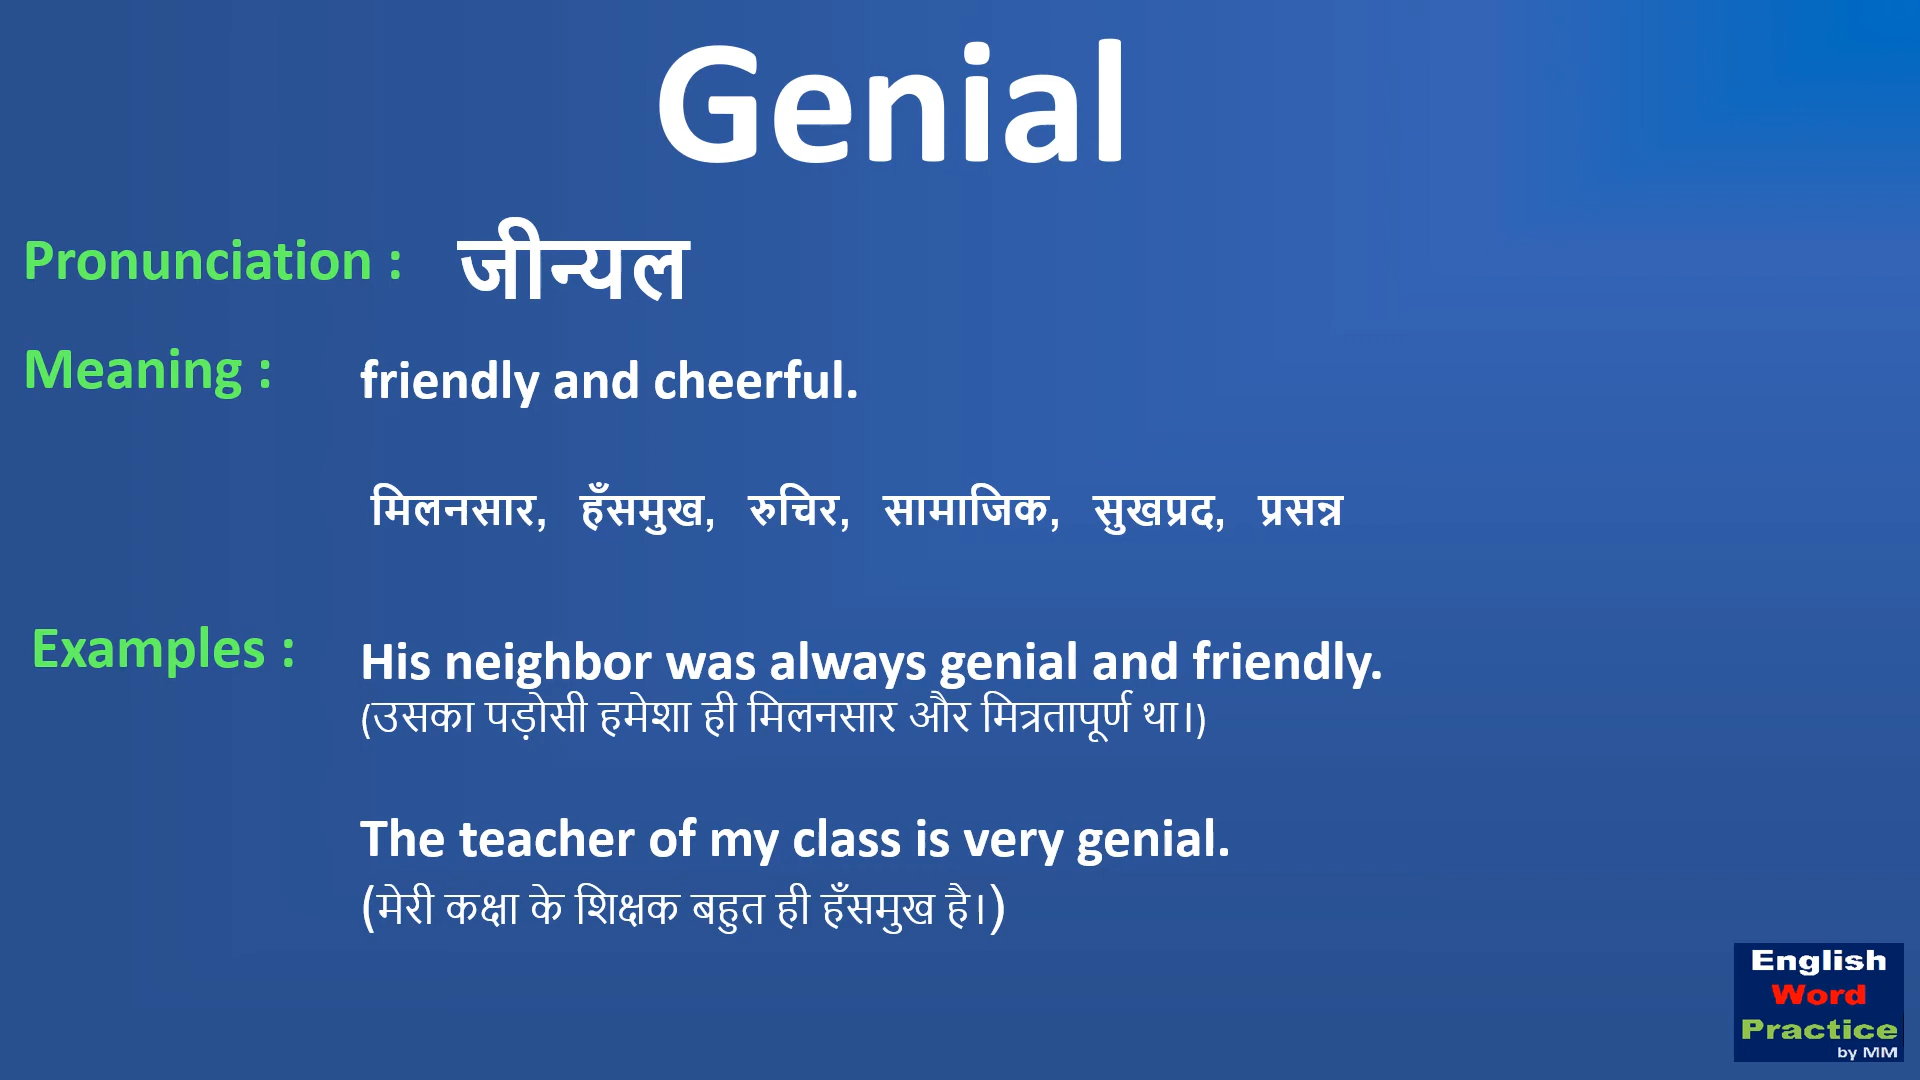 Genial
Pronunciation : जीन्यल
Meaning : friendly and cheerful.
मिलनसार, हँसमुख, रुचिर, सामाजिक, सुखप्रद, प्रसन्न
Examples : His neighbor was always genial and friendly.
(उसका पड़ोसी हमेशा ही मिलनसार और मित्रतापूर्ण था।)
The teacher of my class is very genial.
(मेरी कक्षा के शिक्षक बहुत ही हँसमुख है।)
English
Word
Practice
by MM